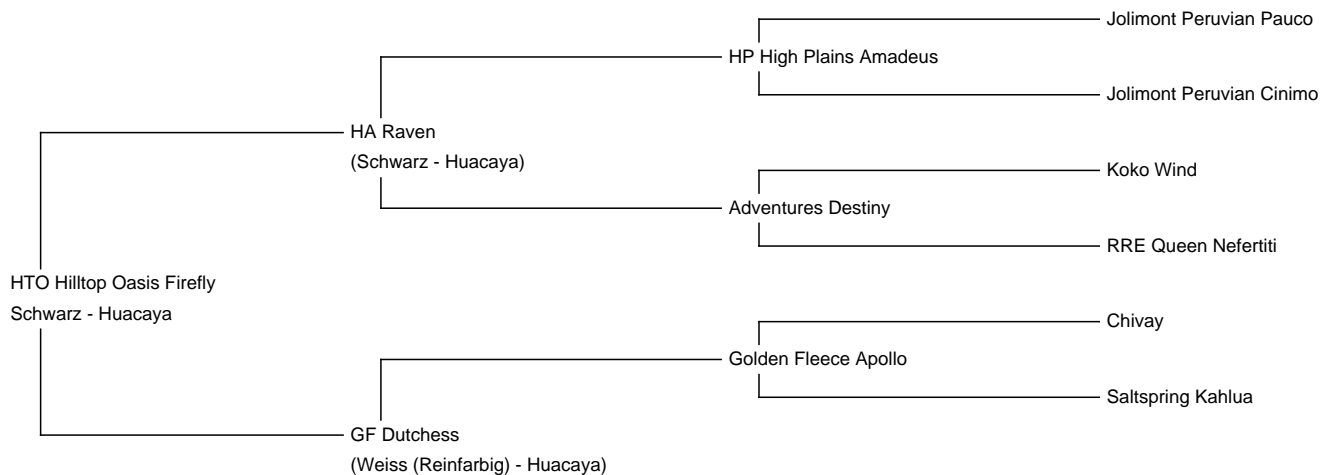 Jolimont Peruvian Pauco
HP High Plains Amadeus
Jolimont Peruvian Cinimo
HA Raven
(Schwarz - Huacaya)
Koko Wind
Adventures Destiny
RRE Queen Nefertiti
HTO Hilltop Oasis Firefly
Schwarz - Huacaya
Chivay
Golden Fleece Apollo
Saltspring Kahlua
GF Dutchess
(Weiss (Reinfarbig) - Huacaya)